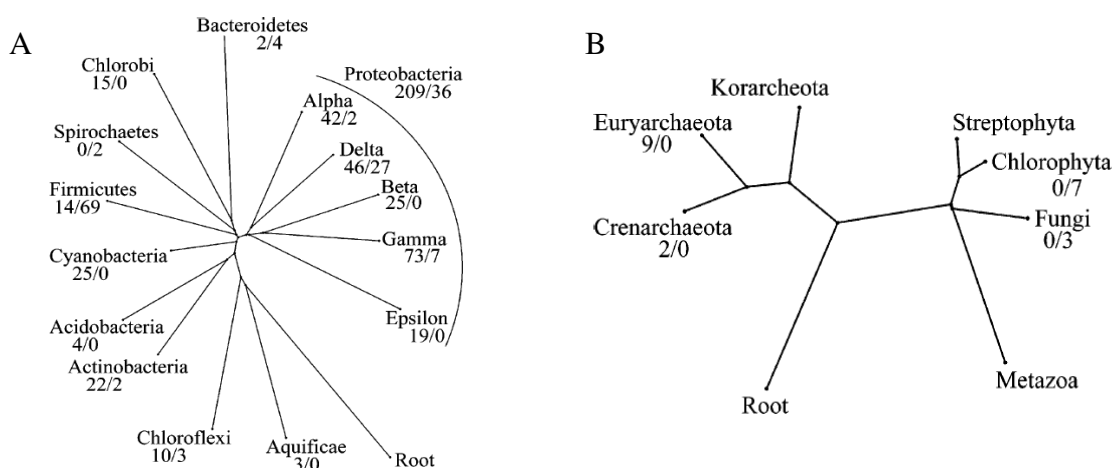 A
Bacteroidetes
2/4
Chlorobi
15/0
Proteobacteria
209/36
Alpha
42/2
Spirochaetes
0/2
Delta
46/27
Firmicutes
14/69
Beta
25/0
Gamma
73/7
Cyanobacteria
25/0
Epsilon
19/0
Acidobacteria
4/0
Actinobacteria
22/2
Chloroflexi
10/3
Aquificae
3/0
Root
B
Korarcheota
Euryarchaeota
9/0
Streptophyta
Chlorophyta
0/7
Crenarchaeota
2/0
Fungi
0/3
Metazoa
Root